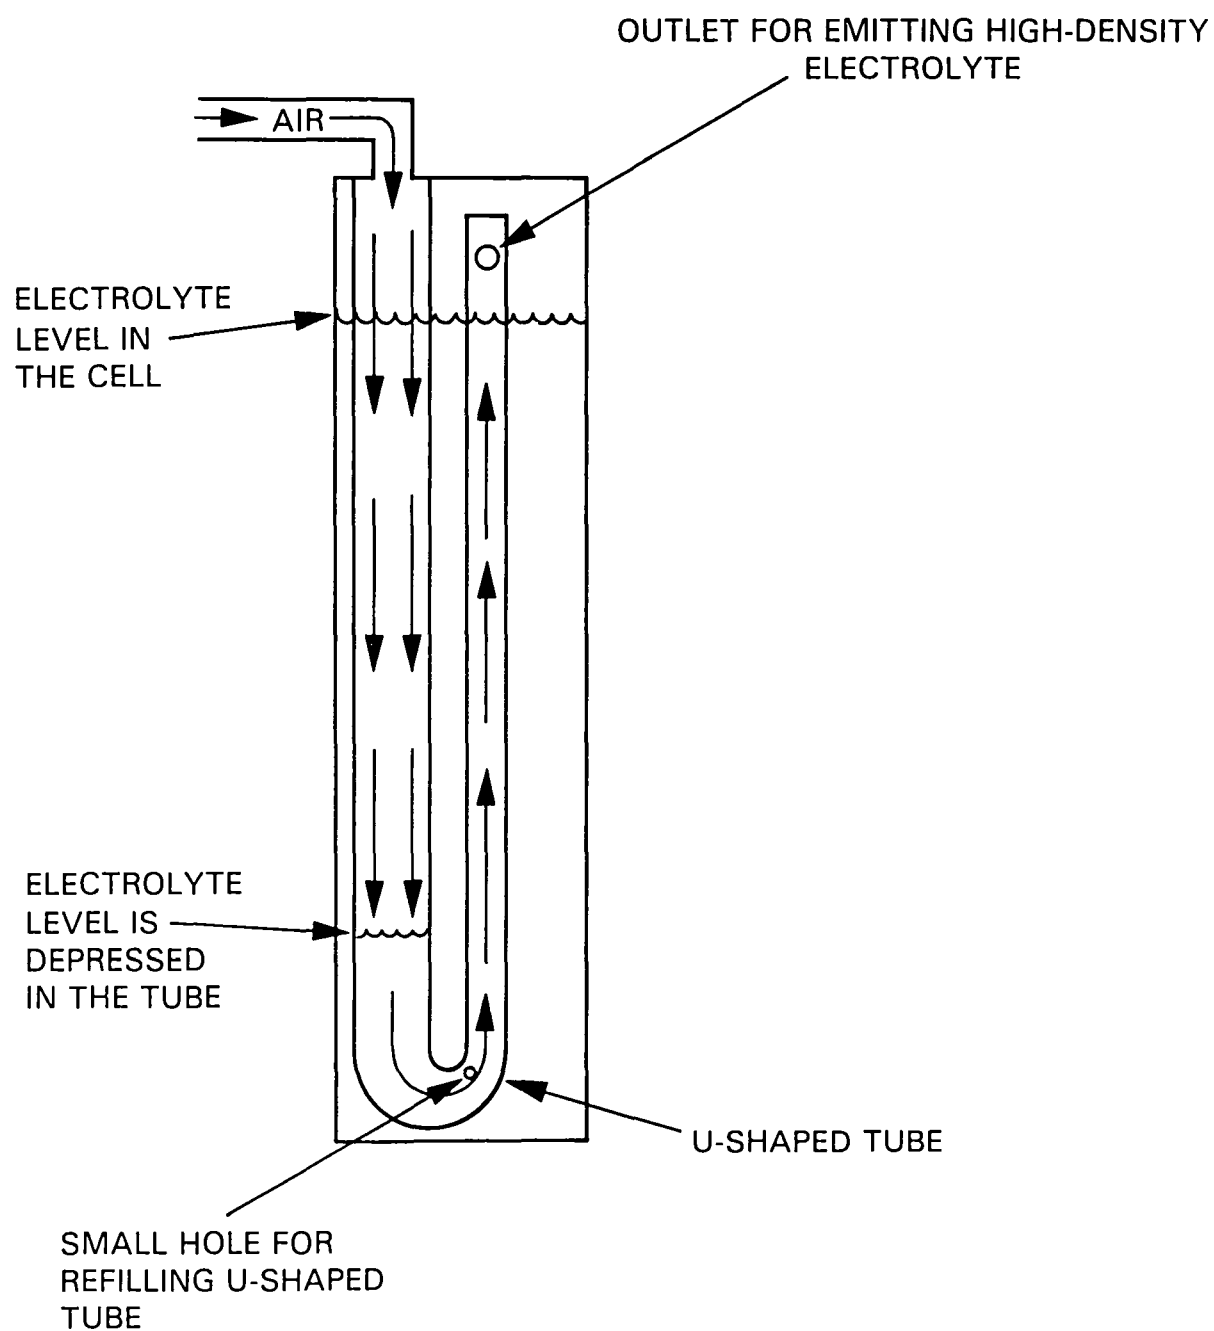 OUTLET FOR EMITTING HIGH-DENSITY
ELECTROLYTE
AIR
ELECTROLYTE
LEVEL IN
THE CELL
ELECTROLYTE
LEVEL IS
DEPRESSED
IN THE TUBE
U-SHAPED TUBE
SMALL HOLE FOR
REFILLING U-SHAPED
TUBE